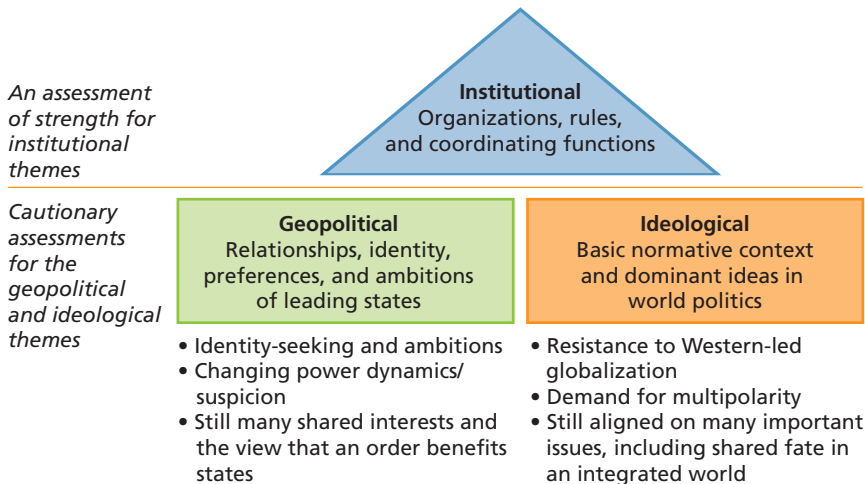 An assessment
of strength for
institutional
themes
Institutional
Organizations, rules,
and coordinating functions
Cautionary
assessments
for the
geopolitical
and ideological
themes
Geopolitical
Relationships, identity,
preferences, and ambitions
of leading states
• Identity-seeking and ambitions
• Changing power dynamics/
suspicion
• Still many shared interests and
the view that an order benefits
states
Ideological
Basic normative context
and dominant ideas in
world politics
• Resistance to Western-led
globalization
• Demand for multipolarity
• Still aligned on many important
issues, including shared fate in
an integrated world